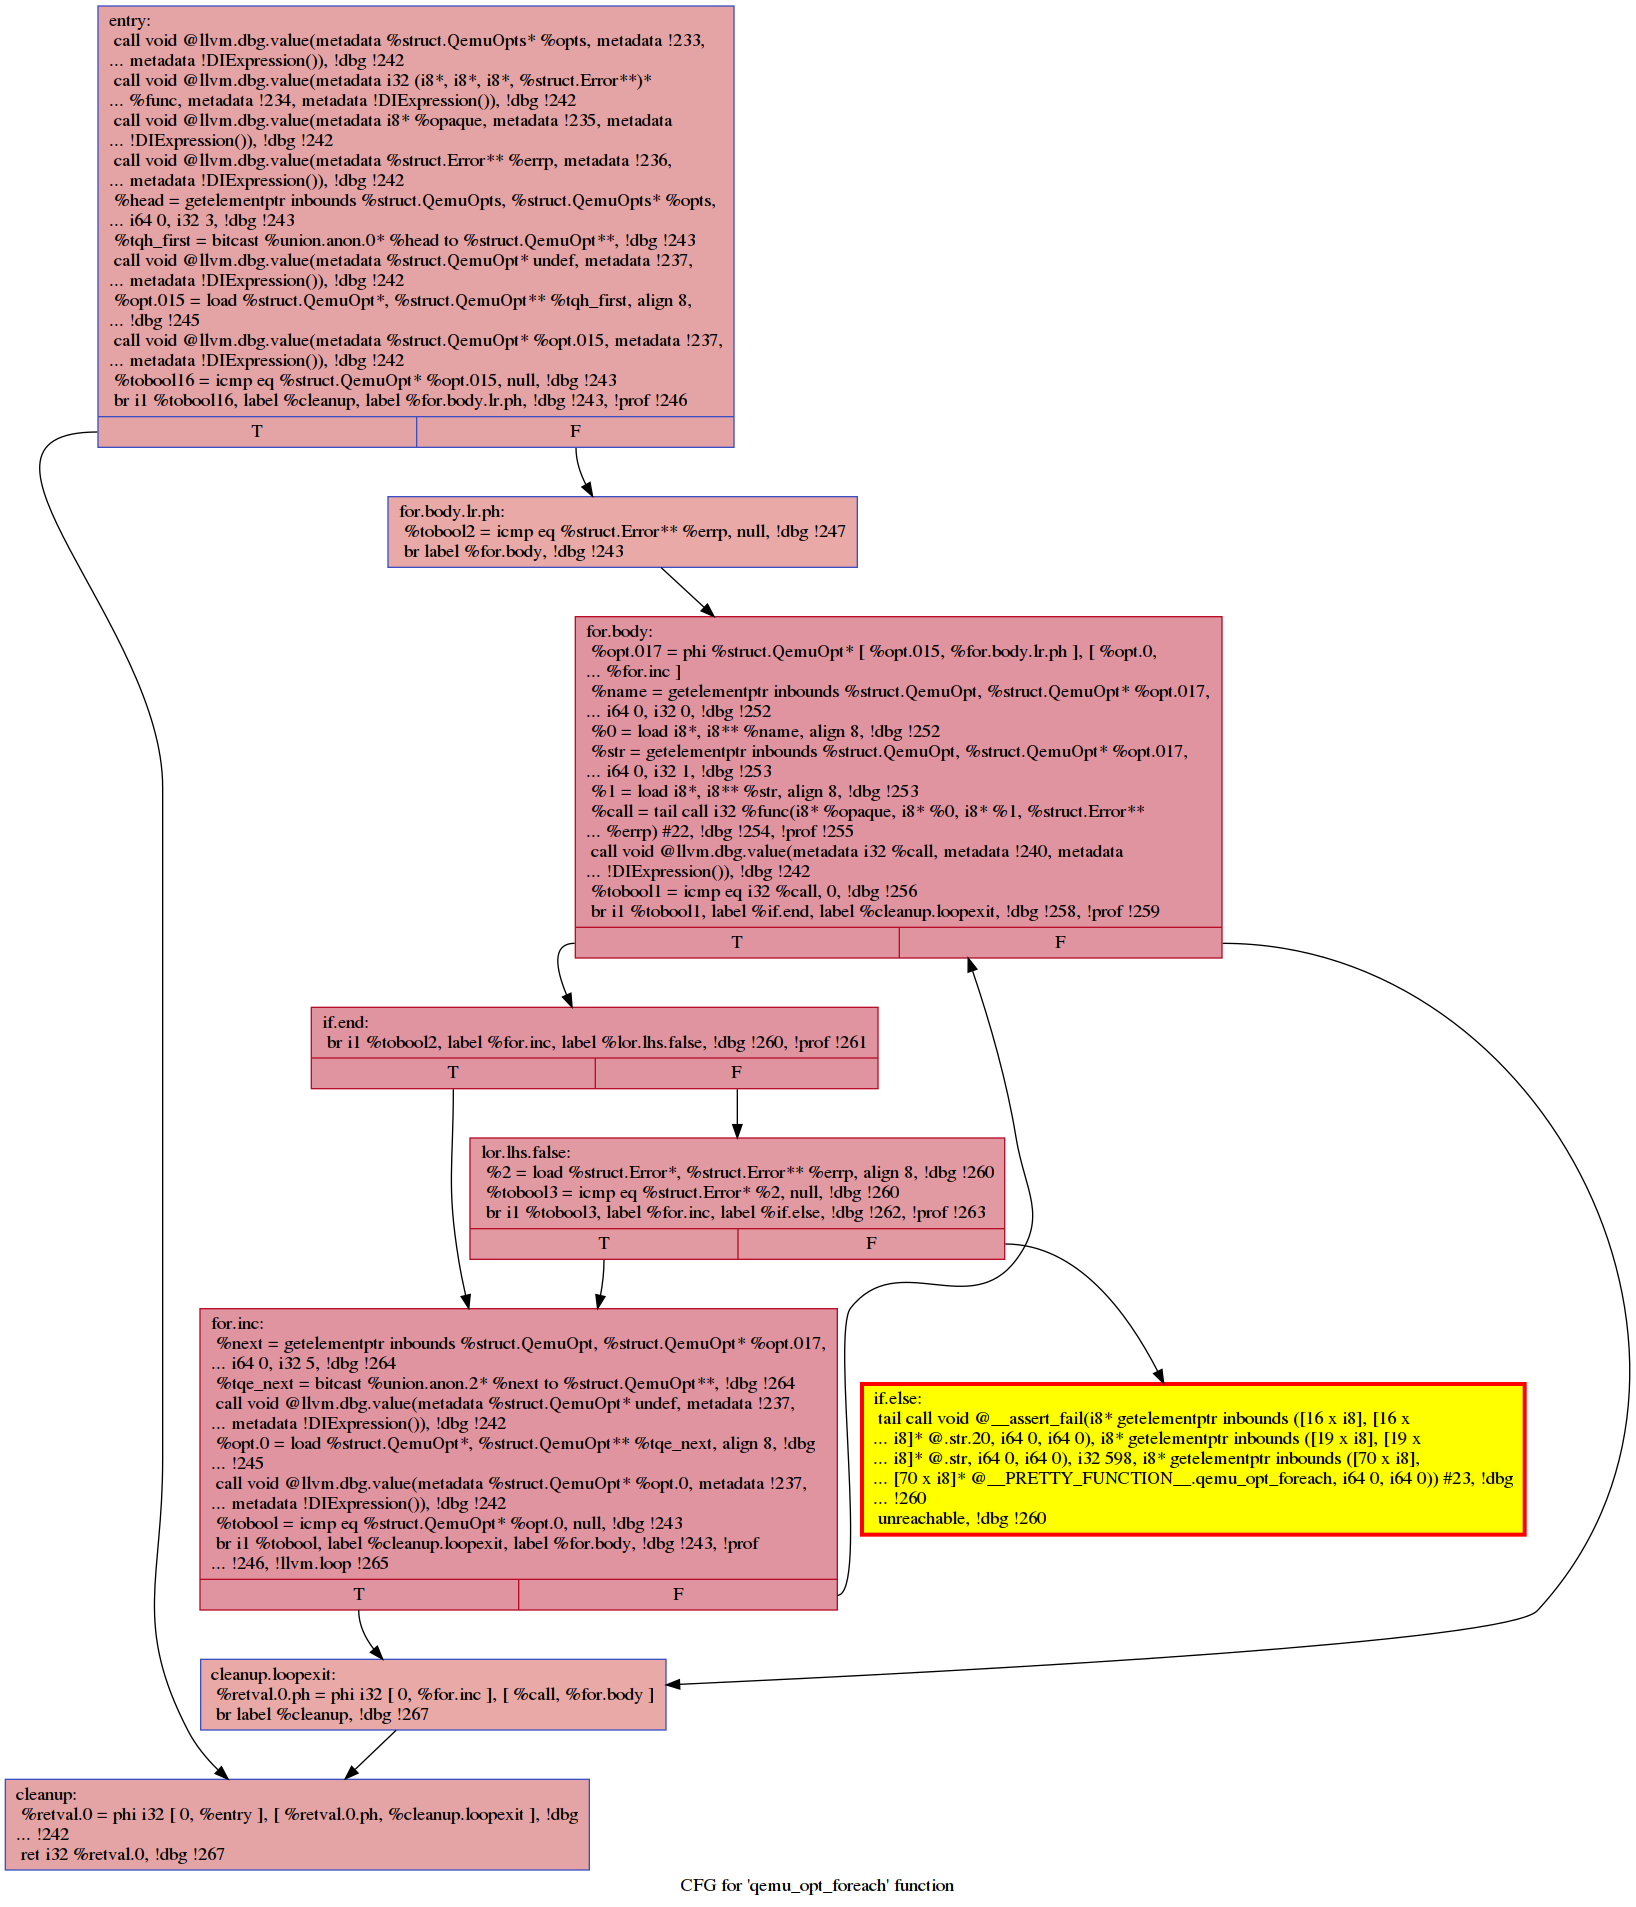 entry:
call void @llvm.dbg.value(metadata %struct.QemuOpts* %opts, metadata !233,
... metadata !DIExpression()), !dbg !242
call void @llvm.dbg.value(metadata i32 (i8*, i8*, i8*, %struct.Error**)*
... %func, metadata !234, metadata !DIExpression()), !dbg !242
call void @llvm.dbg.value(metadata i8* %opaque, metadata !235, metadata
... !DIExpression()), !dbg !242
call void @llvm.dbg.value(metadata %struct.Error** %errp, metadata !236,
... metadata !DIExpression()), !dbg !242
%head = getelementptr inbounds %struct.QemuOpts, %struct.QemuOpts* %opts,
... i64 0, i32 3, !dbg !243
%tqh_first = bitcast %union.anon.0* %head to %struct.QemuOpt**, !dbg !243
call void @llvm.dbg.value(metadata %struct.QemuOpt* undef, metadata !237,
... metadata !DIExpression()), !dbg !242
%opt.015 = load %struct.QemuOpt*, %struct.QemuOpt** %tqh_first, align 8,
... !dbg !245
call void @llvm.dbg.value(metadata %struct.QemuOpt* %opt.015, metadata !237,
... metadata !DIExpression()), !dbg !242
%tobool16 = icmp eq %struct.QemuOpt* %opt.015, null, !dbg !243
br i1 %tobool16, label %cleanup, label %for.body.lr.ph, !dbg !243, !prof !246
T F
for.body.lr.ph:
%tobool2 = icmp eq %struct.Error** %errp, null, !dbg !247
br label %for.body, !dbg !243
for.body:
%opt.017 = phi %struct.QemuOpt* [ %opt.015, %for.body.lr.ph ], [ %opt.0,
... %for.inc ]
%name = getelementptr inbounds %struct.QemuOpt, %struct.QemuOpt* %opt.017,
... i64 0, i32 0, !dbg !252
%0 = load i8*, i8** %name, align 8, !dbg !252
%str = getelementptr inbounds %struct.QemuOpt, %struct.QemuOpt* %opt.017,
... i64 0, i32 1, !dbg !253
%1 = load i8*, i8** %str, align 8, !dbg !253
%call = tail call i32 %func(i8* %opaque, i8* %0, i8* %1, %struct.Error**
... %errp) #22, !dbg !254, !prof !255
call void @llvm.dbg.value(metadata i32 %call, metadata !240, metadata
... !DIExpression()), !dbg !242
%tobool1 = icmp eq i32 %call, 0, !dbg !256
br i1 %tobool1, label %if.end, label %cleanup.loopexit, !dbg !258, !prof !259
T F
if.end:
br i1 %tobool2, label %for.inc, label %lor.lhs.false, !dbg !260, !prof !261
T F
lor.lhs.false:
%2 = load %struct.Error*, %struct.Error** %errp, align 8, !dbg !260
%tobool3 = icmp eq %struct.Error* %2, null, !dbg !260
br i1 %tobool3, label %for.inc, label %if.else, !dbg !262, !prof !263
T F
for.inc:
%next = getelementptr inbounds %struct.QemuOpt, %struct.QemuOpt* %opt.017,
... i64 0, i32 5, !dbg !264
%tqe_next = bitcast %union.anon.2* %next to %struct.QemuOpt**, !dbg !264
call void @llvm.dbg.value(metadata %struct.QemuOpt* undef, metadata !237,
... metadata !DIExpression()), !dbg !242
%opt.0 = load %struct.QemuOpt*, %struct.QemuOpt** %tqe_next, align 8, !dbg
... !245
call void @llvm.dbg.value(metadata %struct.QemuOpt* %opt.0, metadata !237,
... metadata !DIExpression()), !dbg !242
%tobool = icmp eq %struct.QemuOpt* %opt.0, null, !dbg !243
br i1 %tobool, label %cleanup.loopexit, label %for.body, !dbg !243, !prof
... !246, !llvm.loop !265
T F
if.else:
tail call void @__assert_fail(i8* getelementptr inbounds ([16 x i8], [16 x
... i8]* @.str.20, i64 0, i64 0), i8* getelementptr inbounds ([19 x i8], [19 x
... i8]* @.str, i64 0, i64 0), i32 598, i8* getelementptr inbounds ([70 x i8],
... [70 x i8]* @__PRETTY_FUNCTION__.qemu_opt_foreach, i64 0, i64 0)) #23, !dbg
... !260
unreachable, !dbg !260
cleanup.loopexit:
%retval.0.ph = phi i32 [ 0, %for.inc ], [ %call, %for.body ]
br label %cleanup, !dbg !267
cleanup:
%retval.0 = phi i32 [ 0, %entry ], [ %retval.0.ph, %cleanup.loopexit ], !dbg
... !242
ret i32 %retval.0, !dbg !267
CFG for 'qemu_opt_foreach' function